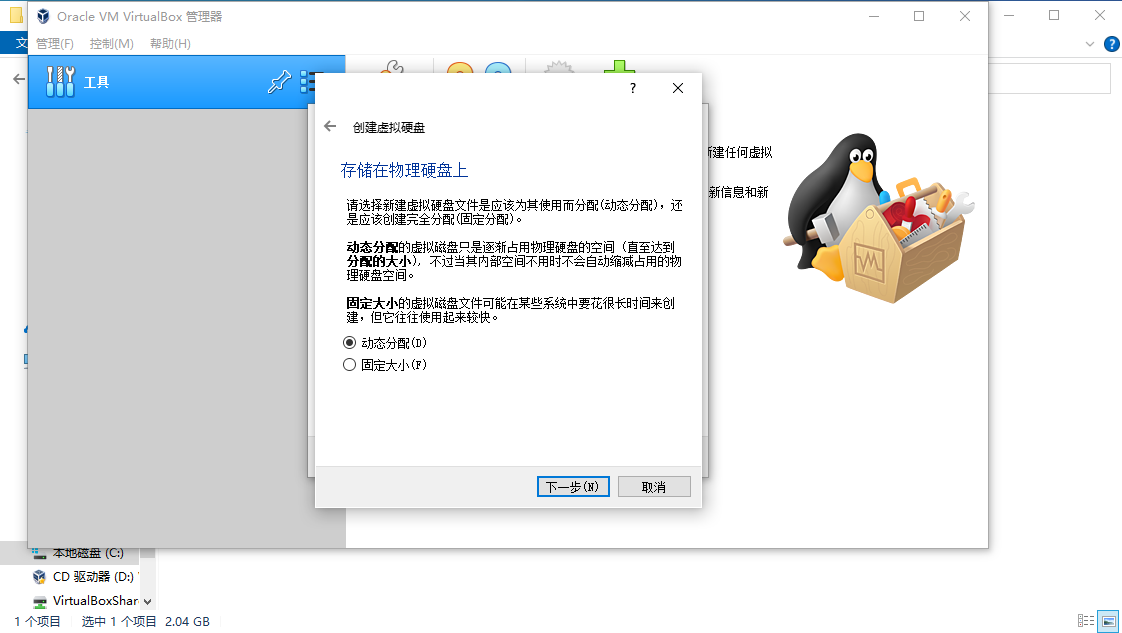 Oracle VM VirtualBox 管理器
文
管理(F)
控制(M)
帮助(H)
?
工具
?
创建虚拟硬盘
存储在物理硬盘上
请选择新建虚拟硬盘文件是应该为其使用而分配(动态分配)，还
是应该创建完全分配(固定分配)。
动态分配的虚拟磁盘只是逐渐占用物理硬盘的空间（直至达到
分配的大小），不过当其内部空间不用时不会自动缩减占用的物
理硬盘空间。
固定大小的虚拟磁盘文件可能在某些系统中要花很长时间来创
建，但它往往使用起来较快。
动态分配(D)
固定大小(F)
下一步(N)
取消
新建任何虚拟
新信息和新
本地磁盘 (C:)
CD 驱动器 (D:)
VirtualBoxShar
1 个项目
选中 1 个项目
2.04 GB